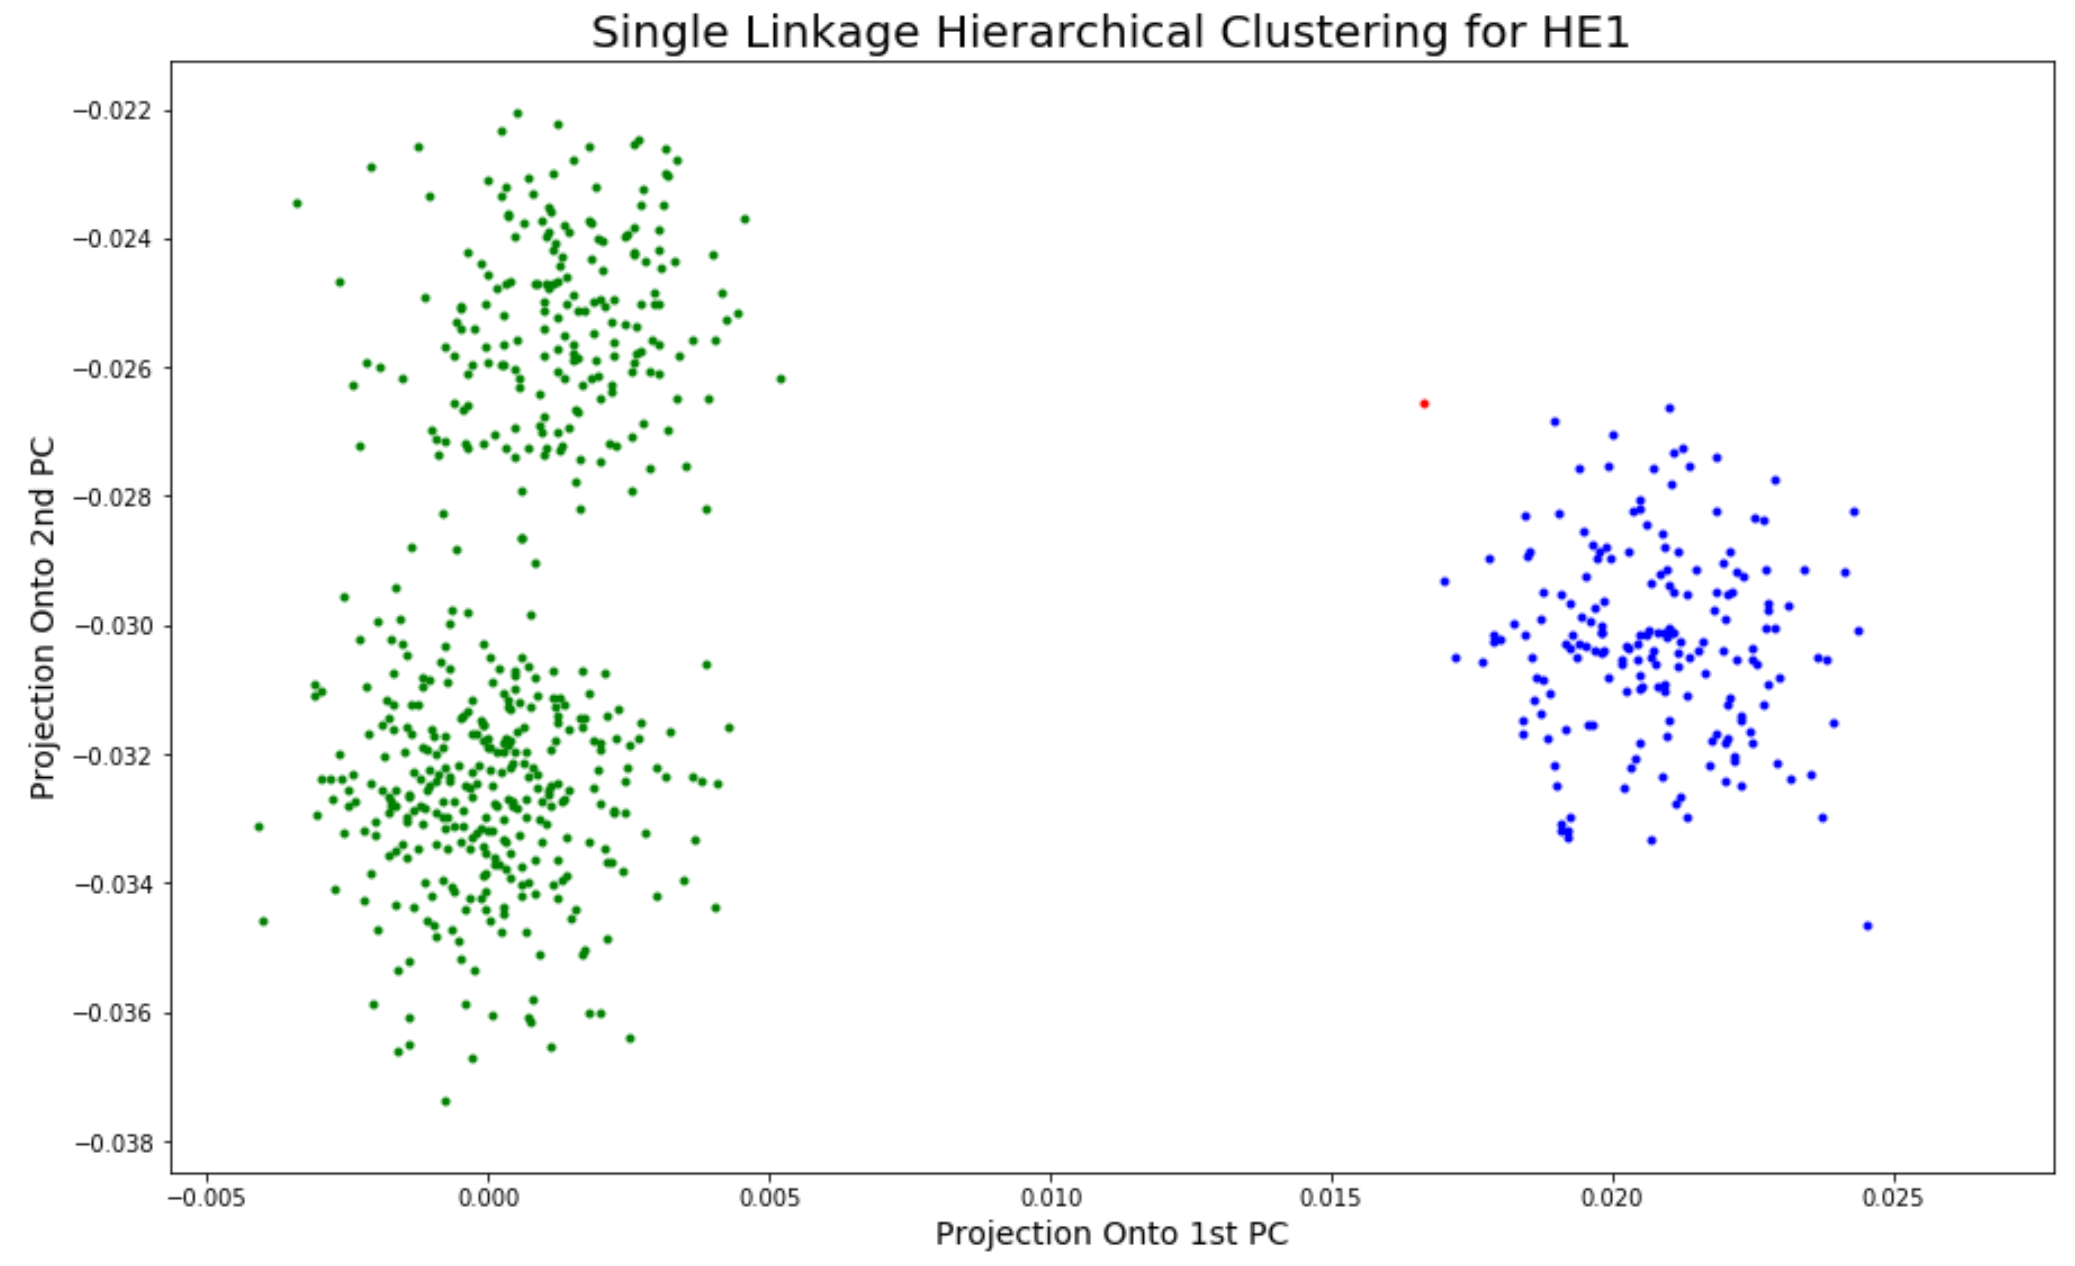 Single Linkage Hierarchical Clustering for HE1
−0.022
−0.024
−0.026
−0.028
−0.030
−0.032
−0.034
−0.036
−0.038
Projection Onto 2nd PC
−0.005 0.000 0.005 0.010 0.015 0.020 0.025
Projection Onto 1st PC